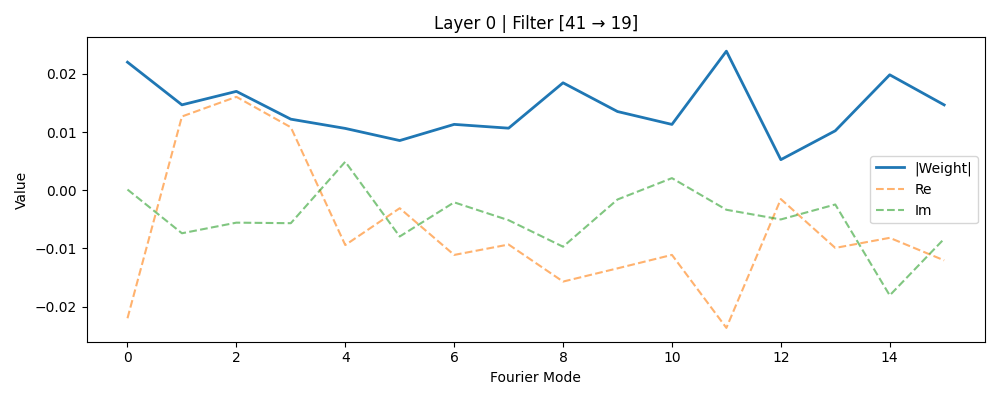 Layer 0 | Filter [41 → 19]
Value
0.02
0.01
0.00
−0.01
−0.02
|Weight|
Re
Im
0 2 4 6 8 10 12 14
Fourier Mode